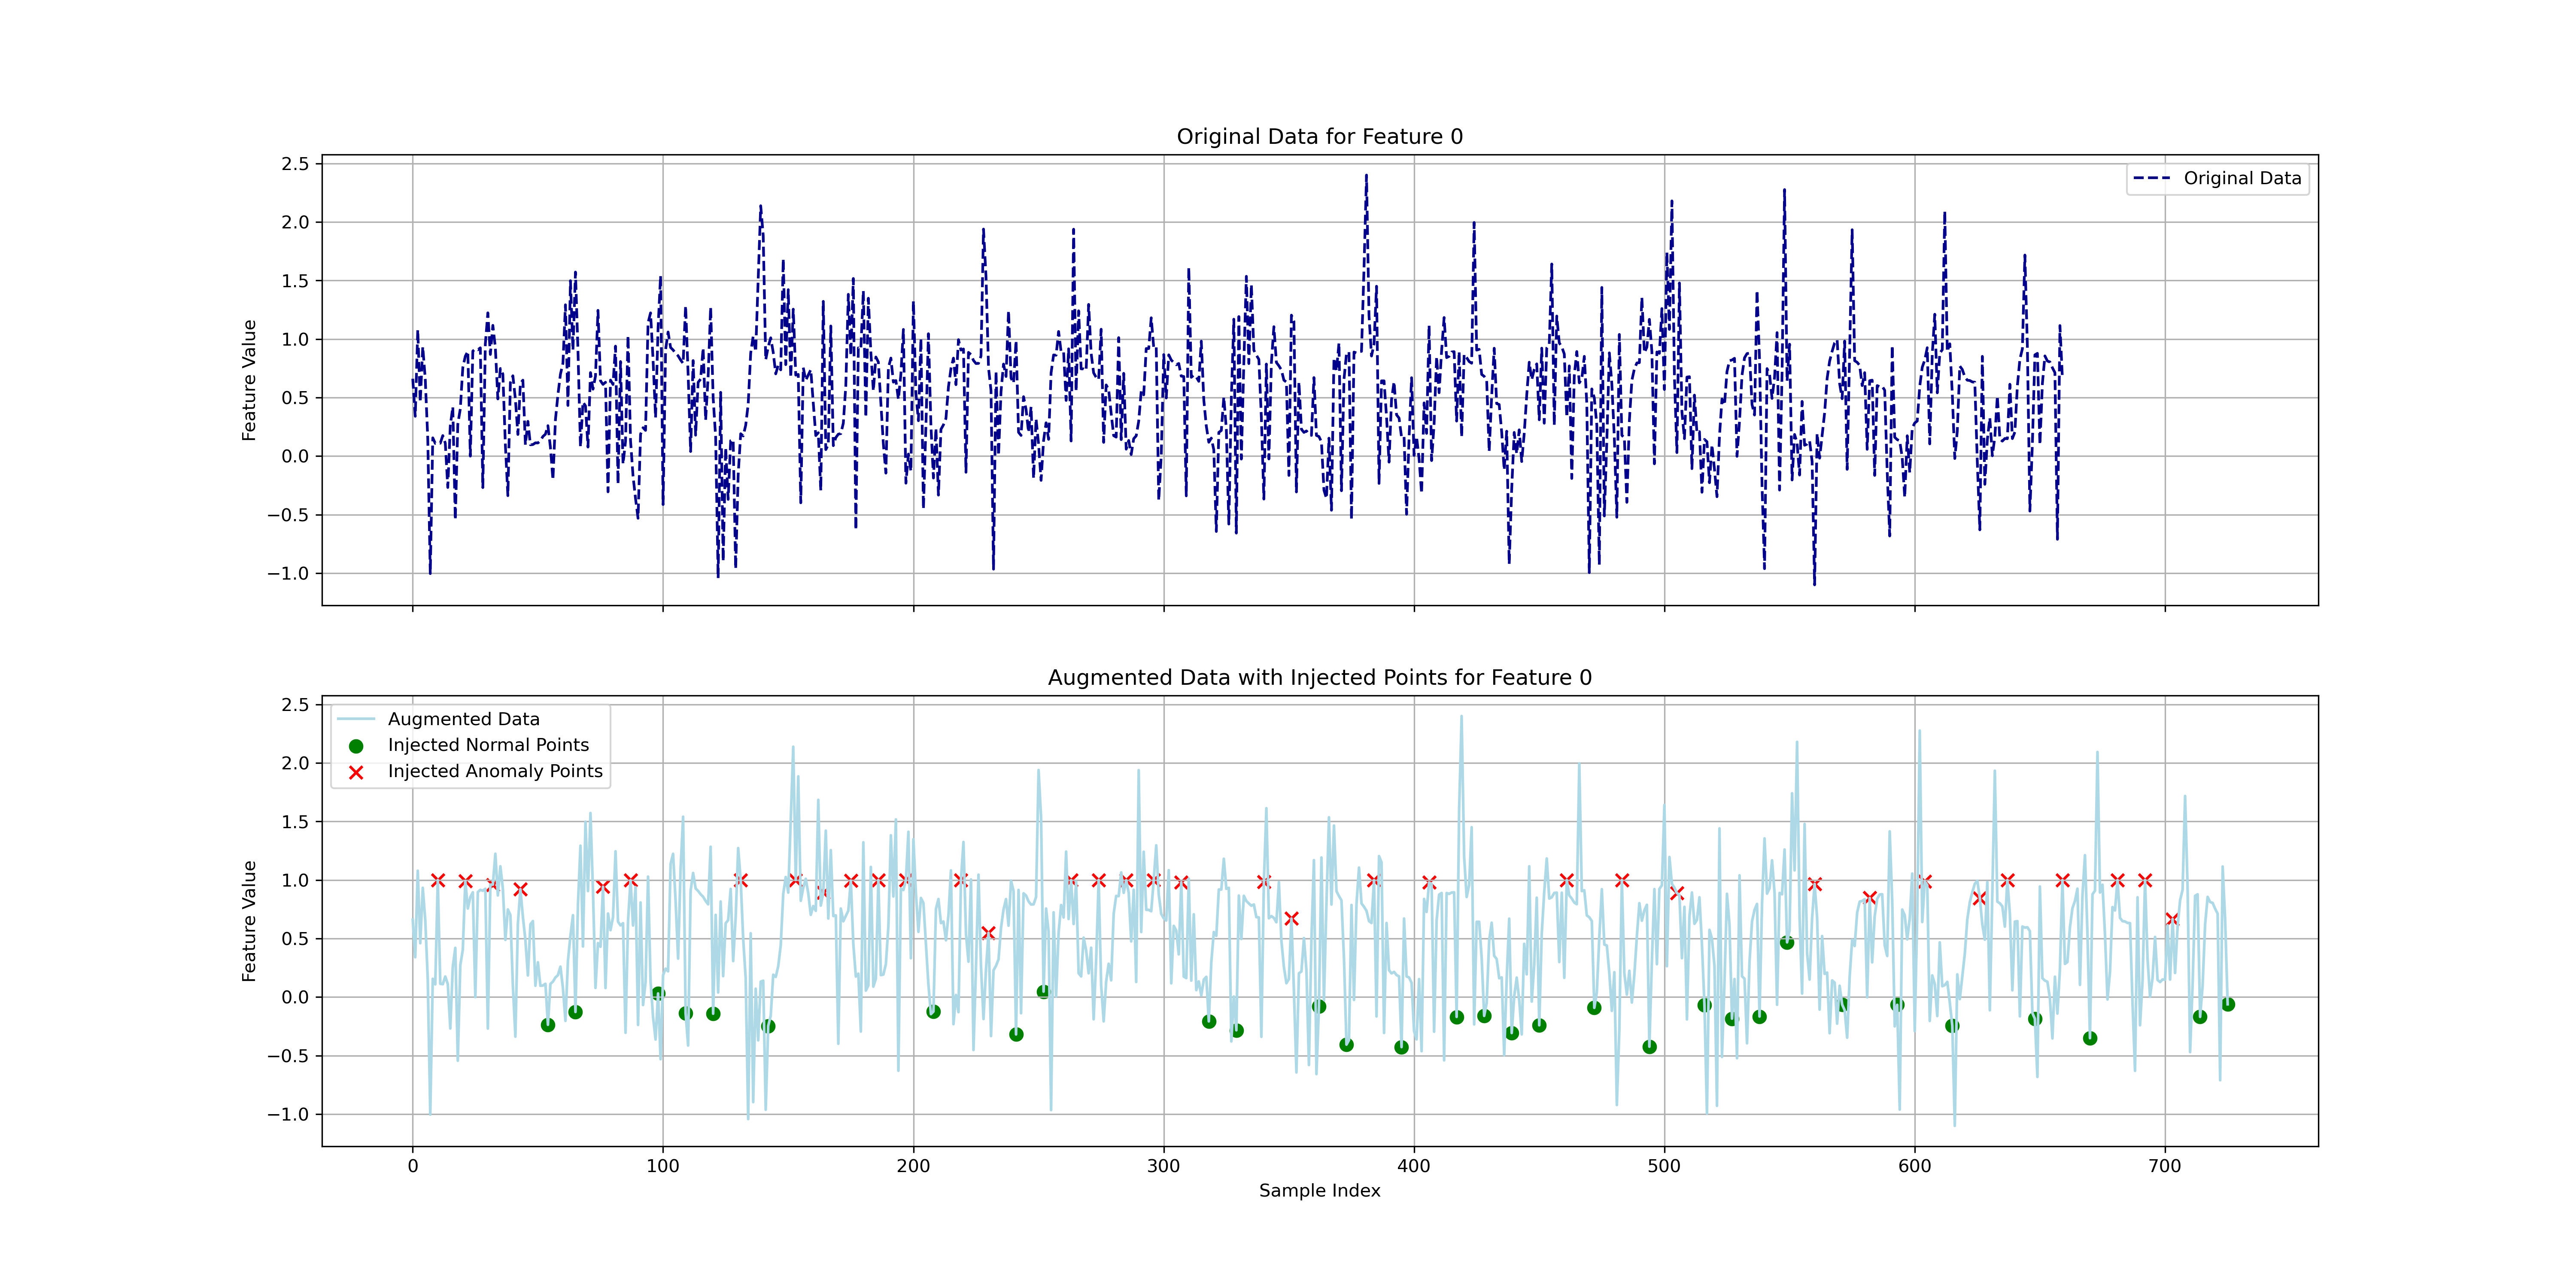 Original Data for Feature 0
2.5
2.0
1.5
1.0
0.5
0.0
−0.5
−1.0
Feature Value
Original Data
Augmented Data with Injected Points for Feature 0
2.5
2.0
1.5
1.0
0.5
0.0
−0.5
−1.0
Feature Value
Augmented Data
Injected Normal Points
Injected Anomaly Points
0 100 200 300 400 500 600 700
Sample Index